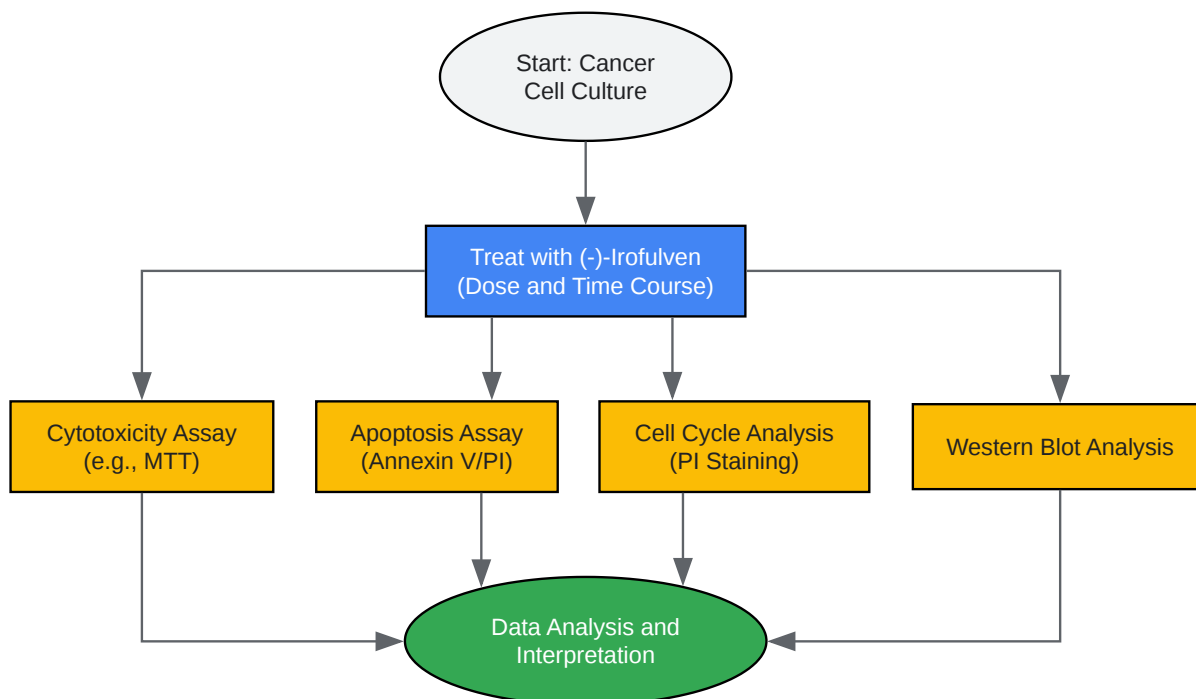 Start: Cancer
Cell Culture
Treat with (-)-Irofulven
(Dose and Time Course)
Cytotoxicity Assay
(e.g., MTT)
Apoptosis Assay
(Annexin V/PI)
Cell Cycle Analysis
(PI Staining)
Western Blot Analysis
Data Analysis and
Interpretation